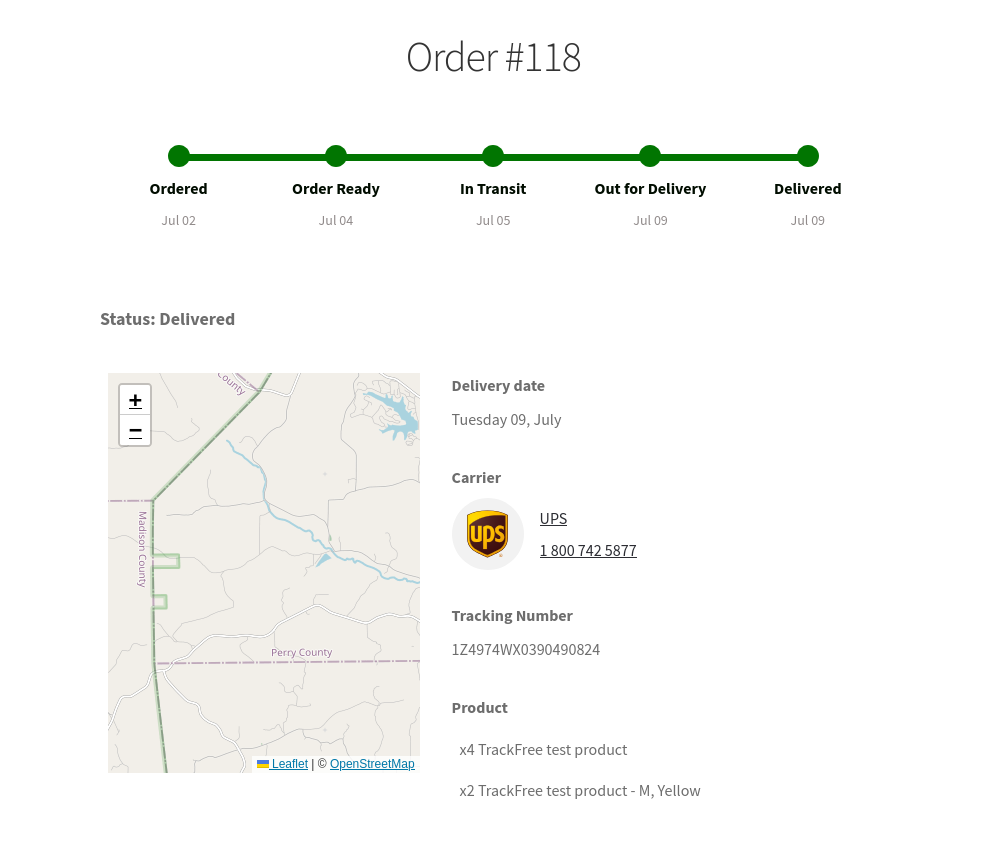 Order #118
Ordered
Order Ready
In Transit
Out for Delivery
Delivered
Jul 02
Jul 04
Jul 05
Jul 09
Jul 09
Status: Delivered
+
−
County
Madison County
Perry County
Leaflet | © OpenStreetMap
Delivery date
Tuesday 09, July
Carrier
ups
UPS
1 800 742 5877
Tracking Number
1Z4974WX0390490824
Product
x4 TrackFree test product
x2 TrackFree test product - M, Yellow